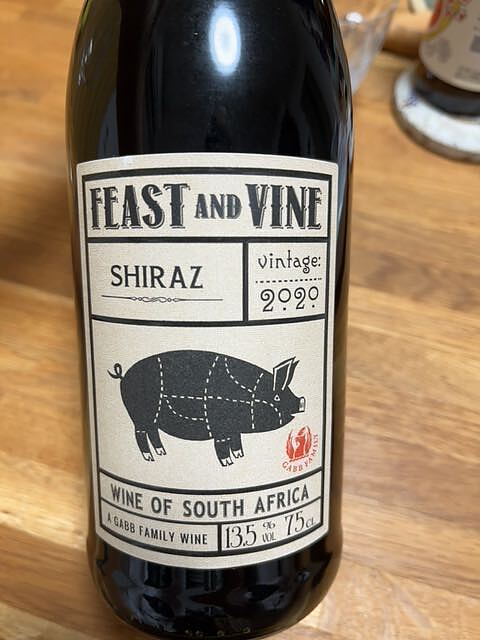 FEAST AND VINE
SHIRAZ
vintage:
2020
GABB FAMILY
WINE OF SOUTH AFRICA
A GABB FAMILY WINE
13.5 % VOL 75 CL